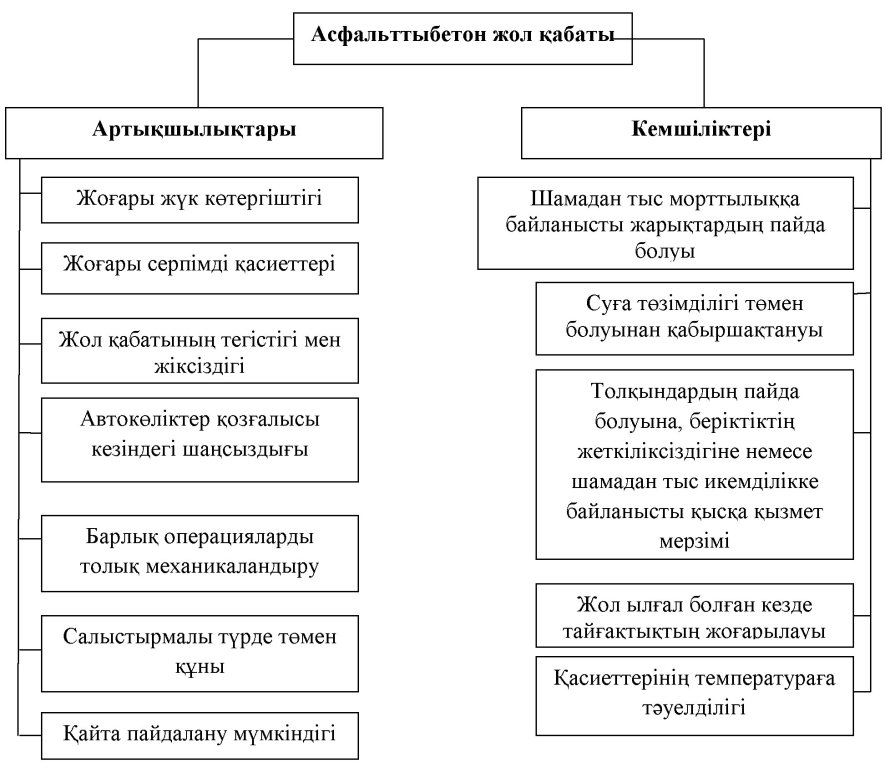 Асфальттыбетон жол қабаты
Артықшылықтары
Жоғары жүк көтергіштігі
Жоғары серпімді қасиеттері
Жол қабатының тегістігі мен
жіксіздігі
Автокөліктер қозғалысы
кезіндегі шаңсыздығы
Барлық операцияларды
толық механикаландыру
Салыстырмалы түрде төмен
құны
Қайта пайдалану мүмкіндігі
Кемшіліктері
Шамадан тыс морттылыққа
байланысты жарықтардың пайда
болуы
Суға төзімділігі төмен
болуынан қабыршақтануы
Толқындардың пайда
болуына, беріктіктің
жеткіліксіздігіне немесе
шамадан тыс икемділікке
байланысты қысқа қызмет
мерзімі
Жол ылғал болған кезде
тайғақтықтың жоғарылауы
Қасиеттерінің температураға
тәуелділігі